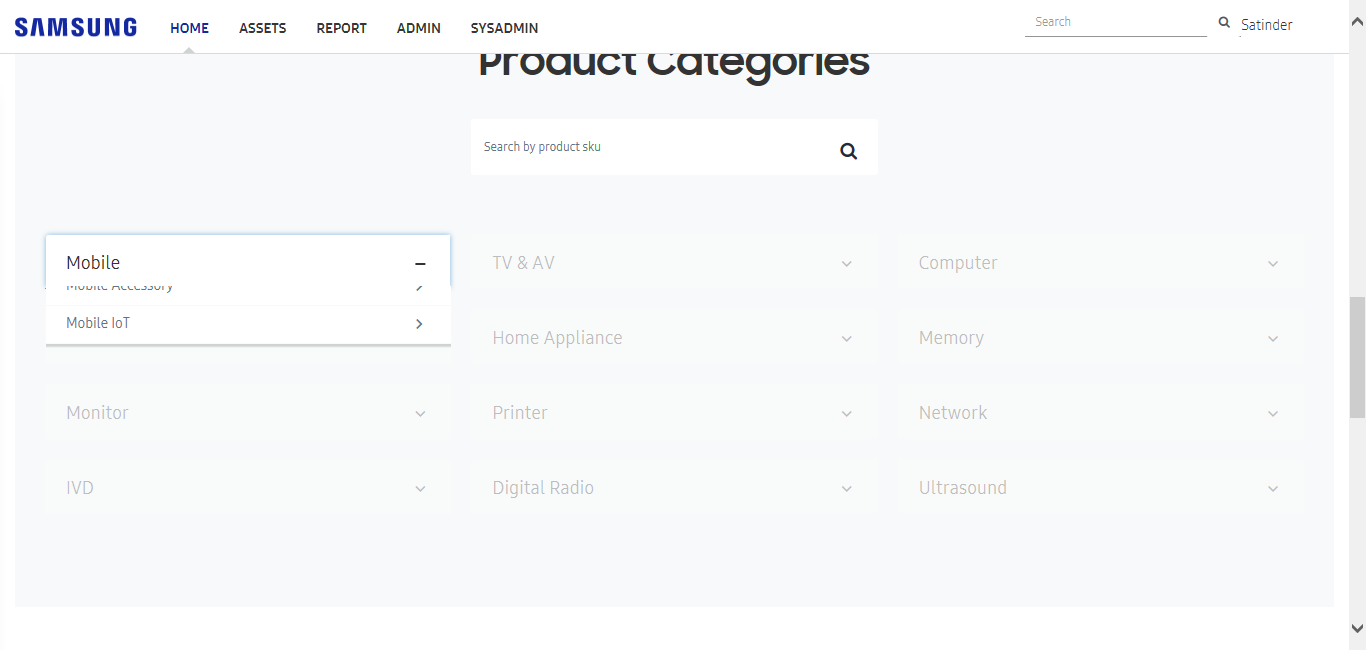 SAMSUNG HOME ASSETS REPORT ADMIN SYSADMIN Search Satinder
Product Categories
Search by product sku
Mobile TV & AV Computer
Mobile Accessory
Mobile IoT
Home Appliance Memory
Monitor Printer Network
IVD Digital Radio Ultrasound